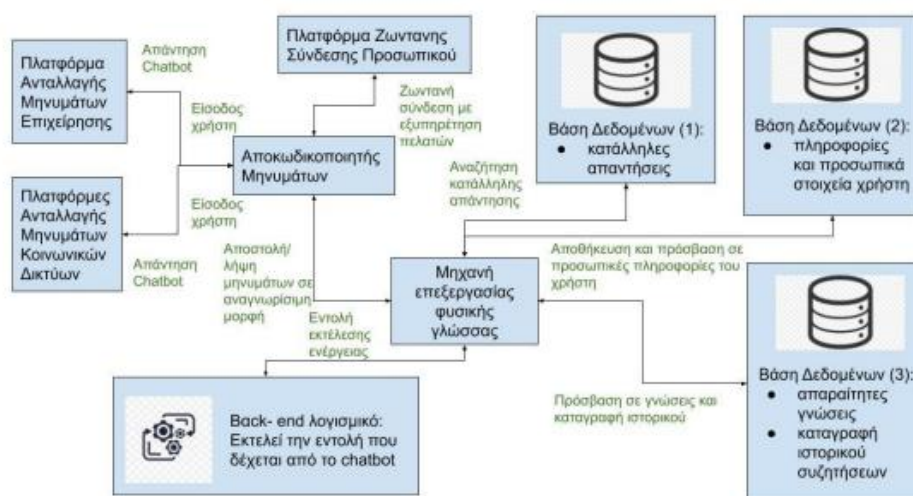 Πλατφόρμα
Ανταλλαγής
Μηνυμάτων
Επιχείρησης
Απάντηση
Chatbot
Είσοδος
χρήστη
Πλατφόρμα Ζωντανης
Σύνδεσης Προσωπικού
Ζωντανή
σύνδεση με
εξυπηρέτηση
πελατών
Αποκωδικοποιητής
Μηνυμάτων
Πλατφόρμες
Ανταλλαγής
Μηνυμάτων
Κοινωνικών
Δικτύων
Είσοδος
χρήστη
Απάντηση
Chatbot
Αποστολή/
λήψη
μηνυμάτων σε
αναγνωρίσιμη
μορφή
Βάση Δεδομένων (1):
● κατάλληλες
απαντήσεις
Βάση Δεδομένων (2):
● πληροφορίες
και προσωπικά
στοιχεία χρήστη
Αναζήτηση
κατάλληλης
απάντησης
Αποθήκευση και πρόσβαση σε
προσωπικές πληροφορίες του
χρήστη
Μηχανή
επεξεργασίας
φυσικής
γλώσσας
Εντολή
εκτέλεσης
ενέργειας
Πρόσβαση σε γνώσεις και
καταγραφή ιστορικού
Βάση Δεδομένων (3):
● απαραίτητες
γνώσεις
● καταγραφή
ιστορικού
συζητήσεων
Back- end λογισμικό:
Εκτελεί την εντολή που
δέχεται από το chatbot